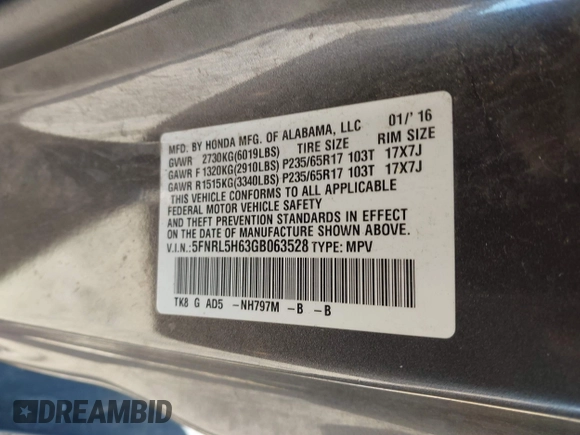 MFD. BY HONDA MFG. OF ALABAMA, LLC 01/'16
GVWR 2730KG(6019LBS) TIRE SIZE RIM SIZE
GAWR F 1320KG(2910LBS) P235/65R17 103T 17X7J
GAWR R1515KG(3340LBS) P235/65R17 103T 17X7J
THIS VEHICLE CONFORMS TO ALL APPLICABLE
FEDERAL MOTOR VEHICLE SAFETY
AND THEFT PREVENTION STANDARDS IN EFFECT
ON THE DATE OF MANUFACTURE SHOWN ABOVE.
V.I.N.: 5FNRL5H63GB063528 TYPE: MPV
TK8 G AD5 -NH797M -B -B
DREAMBID